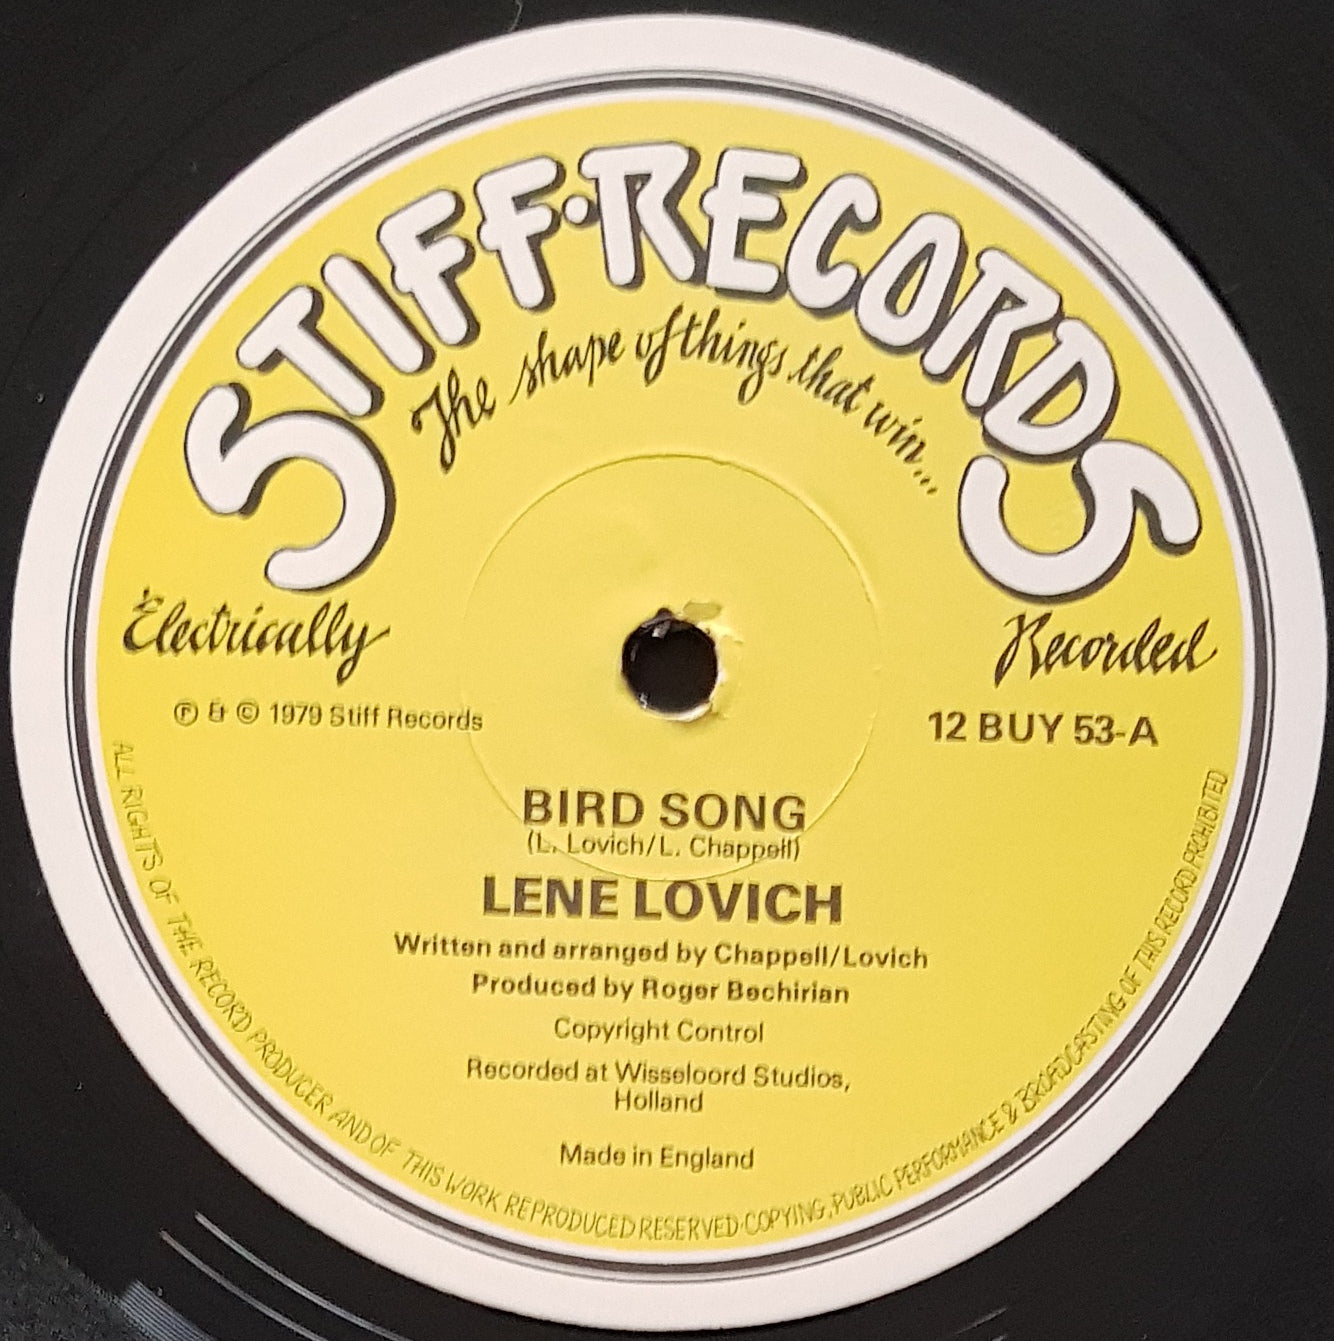 STIFF·RECORDS
The shape of things that win...
Electrically
Recorded
Ⓟ & © 1979 Stiff Records
12 BUY 53-A
BIRD SONG
(L. Lovich/L. Chappell)
LENE LOVICH
Written and arranged by Chappell/Lovich
Produced by Roger Bechirian
Copyright Control
Recorded at Wisseloord Studios,
Holland
Made in England
ALL RIGHTS OF THE RECORD PRODUCER AND OF THIS WORK REPRODUCED RESERVED·COPYING, PUBLIC PERFORMANCE & BROADCASTING OF THIS RECORD PROHIBITED